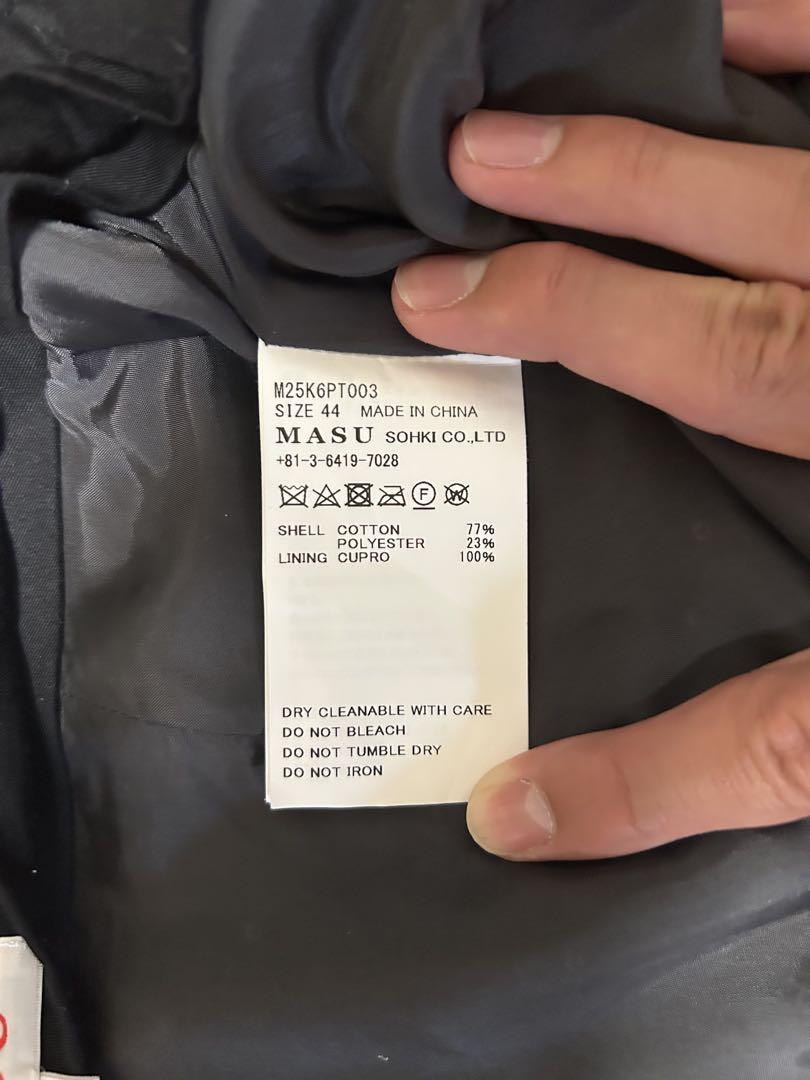 M25K6PT003
SIZE 44 MADE IN CHINA
MASU SOHKI CO.,LTD
+81-3-6419-7028
F W
SHELL COTTON 77%
POLYESTER 23%
LINING CUPRO 100%
DRY CLEANABLE WITH CARE
DO NOT BLEACH
DO NOT TUMBLE DRY
DO NOT IRON